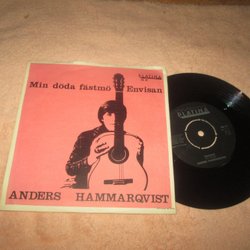 PLATINA
Min döda fästmö
Envisan
ANDERS HAMMARQVIST
PLATINA